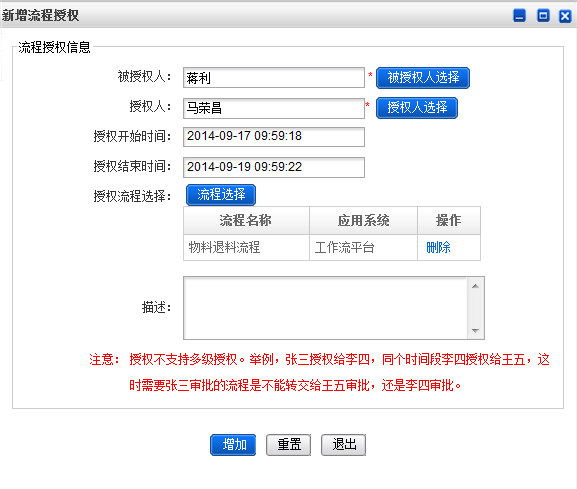 新增流程授权
流程授权信息
被授权人： 蒋利 * 被授权人选择
授权人： 马荣昌 * 授权人选择
授权开始时间： 2014-09-17 09:59:18
授权结束时间： 2014-09-19 09:59:22
授权流程选择： 流程选择
流程名称 应用系统 操作
物料退料流程 工作流平台 删除
描述：
注意： 授权不支持多级授权。举例，张三授权给李四，同个时间段李四授权给王五，这
时需要张三审批的流程是不能转交给王五审批，还是李四审批。
增加 重置 退出